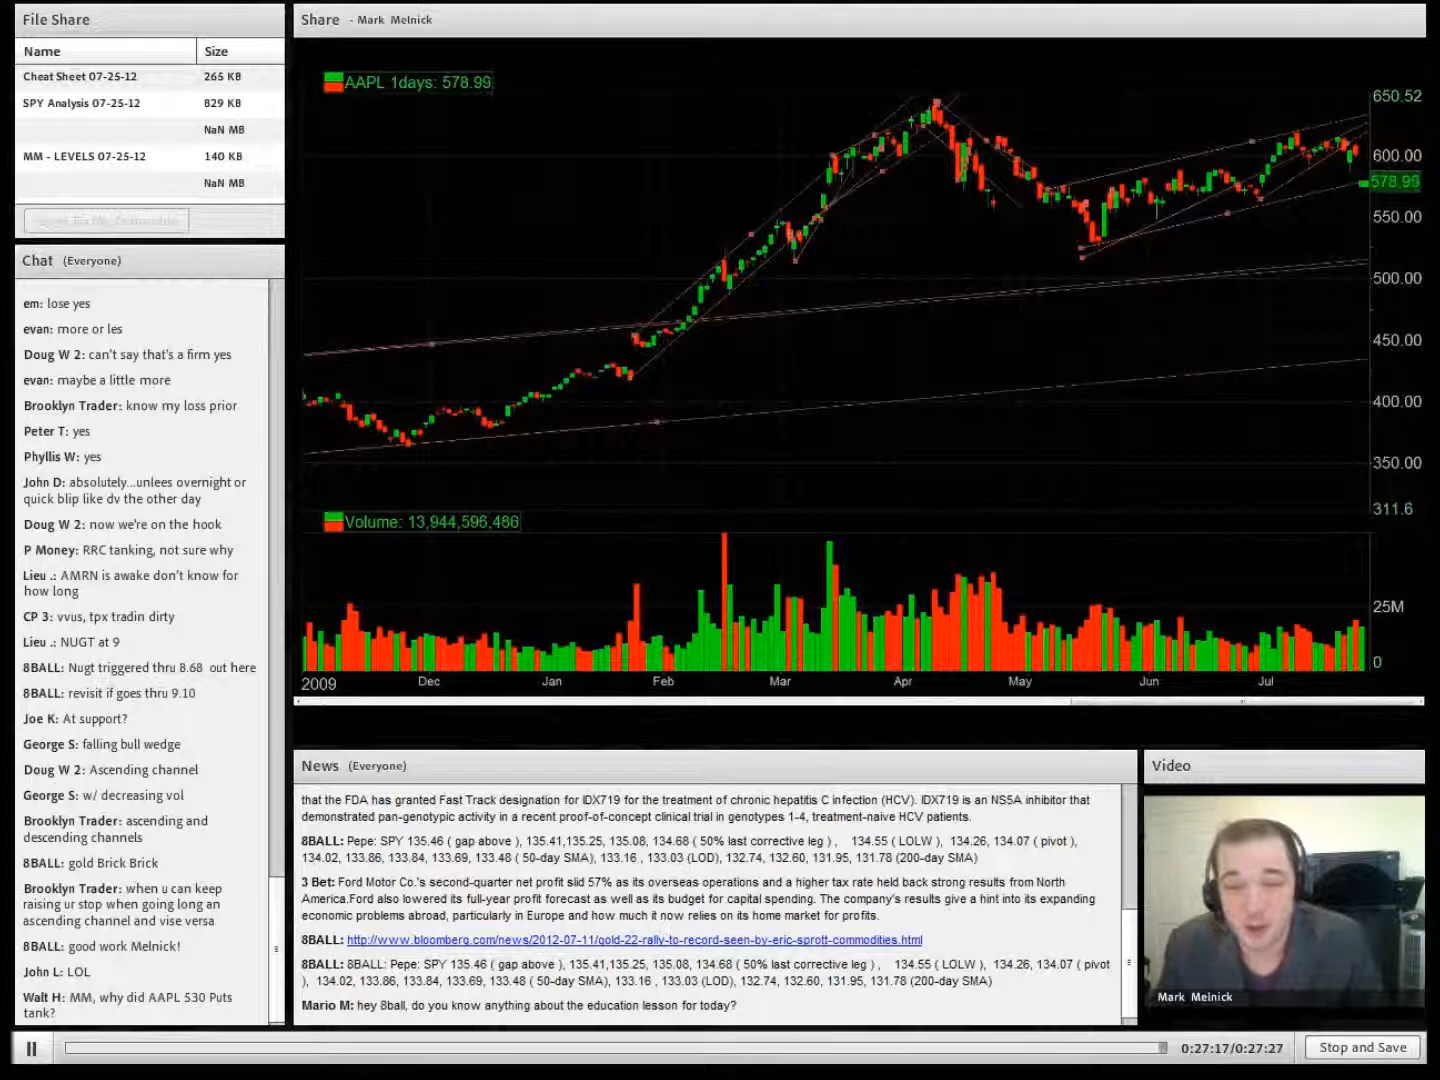 File Share
Name Size
Cheat Sheet 07-25-12 265 KB
SPY Analysis 07-25-12 829 KB
NaN MB
MM - LEVELS 07-25-12 140 KB
NaN MB
Chat (Everyone)
em: lose yes
evan: more or les
Doug W 2: can't say that's a firm yes
evan: maybe a little more
Brooklyn Trader: know my loss prior
Peter T: yes
Phyllis W: yes
John D: absolutely...unlees overnight or
quick blip like dv the other day
Doug W 2: now we're on the hook
P Money: RRC tanking, not sure why
Lieu .: AMRN is awake don't know for
how long
CP 3: vvus, tpx tradin dirty
Lieu .: NUGT at 9
8BALL: Nugt triggered thru 8.68 out here
8BALL: revisit if goes thru 9.10
Joe K: At support?
George S: falling bull wedge
Doug W 2: Ascending channel
George S: w/ decreasing vol
Brooklyn Trader: ascending and
descending channels
8BALL: gold Brick Brick
Brooklyn Trader: when u can keep
raising ur stop when going long an
ascending channel and vise versa
8BALL: good work Melnick!
John L: LOL
Walt H: MM, why did AAPL 530 Puts
tank?
Share - Mark Melnick
AAPL 1days: 578.99
650.52
600.00
578.99
550.00
500.00
450.00
400.00
350.00
311.6
Volume: 13,944,596,486
25M
0
2009 Dec Jan Feb Mar Apr May Jun Jul
News (Everyone)
that the FDA has granted Fast Track designation for IDX719 for the treatment of chronic hepatitis C infection (HCV). IDX719 is an NS5A inhibitor that
demonstrated pan-genotypic activity in a recent proof-of-concept clinical trial in genotypes 1-4, treatment-naive HCV patients.
8BALL: Pepe: SPY 135.46 ( gap above ), 135.41,135.25, 135.08, 134.68 ( 50% last corrective leg ) , 134.55 ( LOLW ), 134.26, 134.07 ( pivot ),
134.02, 133.86, 133.84, 133.69, 133.48 ( 50-day SMA), 133.16 , 133.03 (LOD), 132.74, 132.60, 131.95, 131.78 (200-day SMA)
3 Bet: Ford Motor Co.'s second-quarter net profit slid 57% as its overseas operations and a higher tax rate held back strong results from North
America.Ford also lowered its full-year profit forecast as well as its budget for capital spending. The company's results give a hint into its expanding
economic problems abroad, particularly in Europe and how much it now relies on its home market for profits.
8BALL: http://www.bloomberg.com/news/2012-07-11/gold-22-rally-to-record-seen-by-eric-sprott-commodities.html
8BALL: 8BALL: Pepe: SPY 135.46 ( gap above ), 135.41,135.25, 135.08, 134.68 ( 50% last corrective leg ) , 134.55 ( LOLW ), 134.26, 134.07 ( pivot
), 134.02, 133.86, 133.84, 133.69, 133.48 ( 50-day SMA), 133.16 , 133.03 (LOD), 132.74, 132.60, 131.95, 131.78 (200-day SMA)
Mario M: hey 8ball, do you know anything about the education lesson for today?
Video
Mark Melnick
0:27:17/0:27:27
Stop and Save